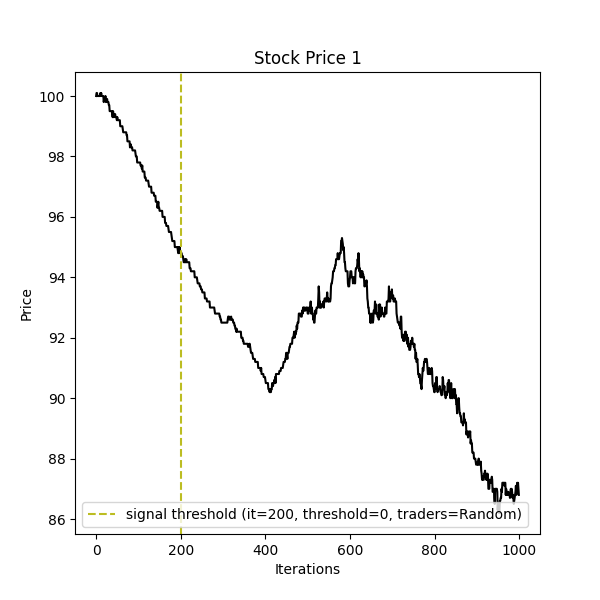 Stock Price 1
Price
100
98
96
94
92
90
88
86
signal threshold (it=200, threshold=0, traders=Random)
0 200 400 600 800 1000
Iterations